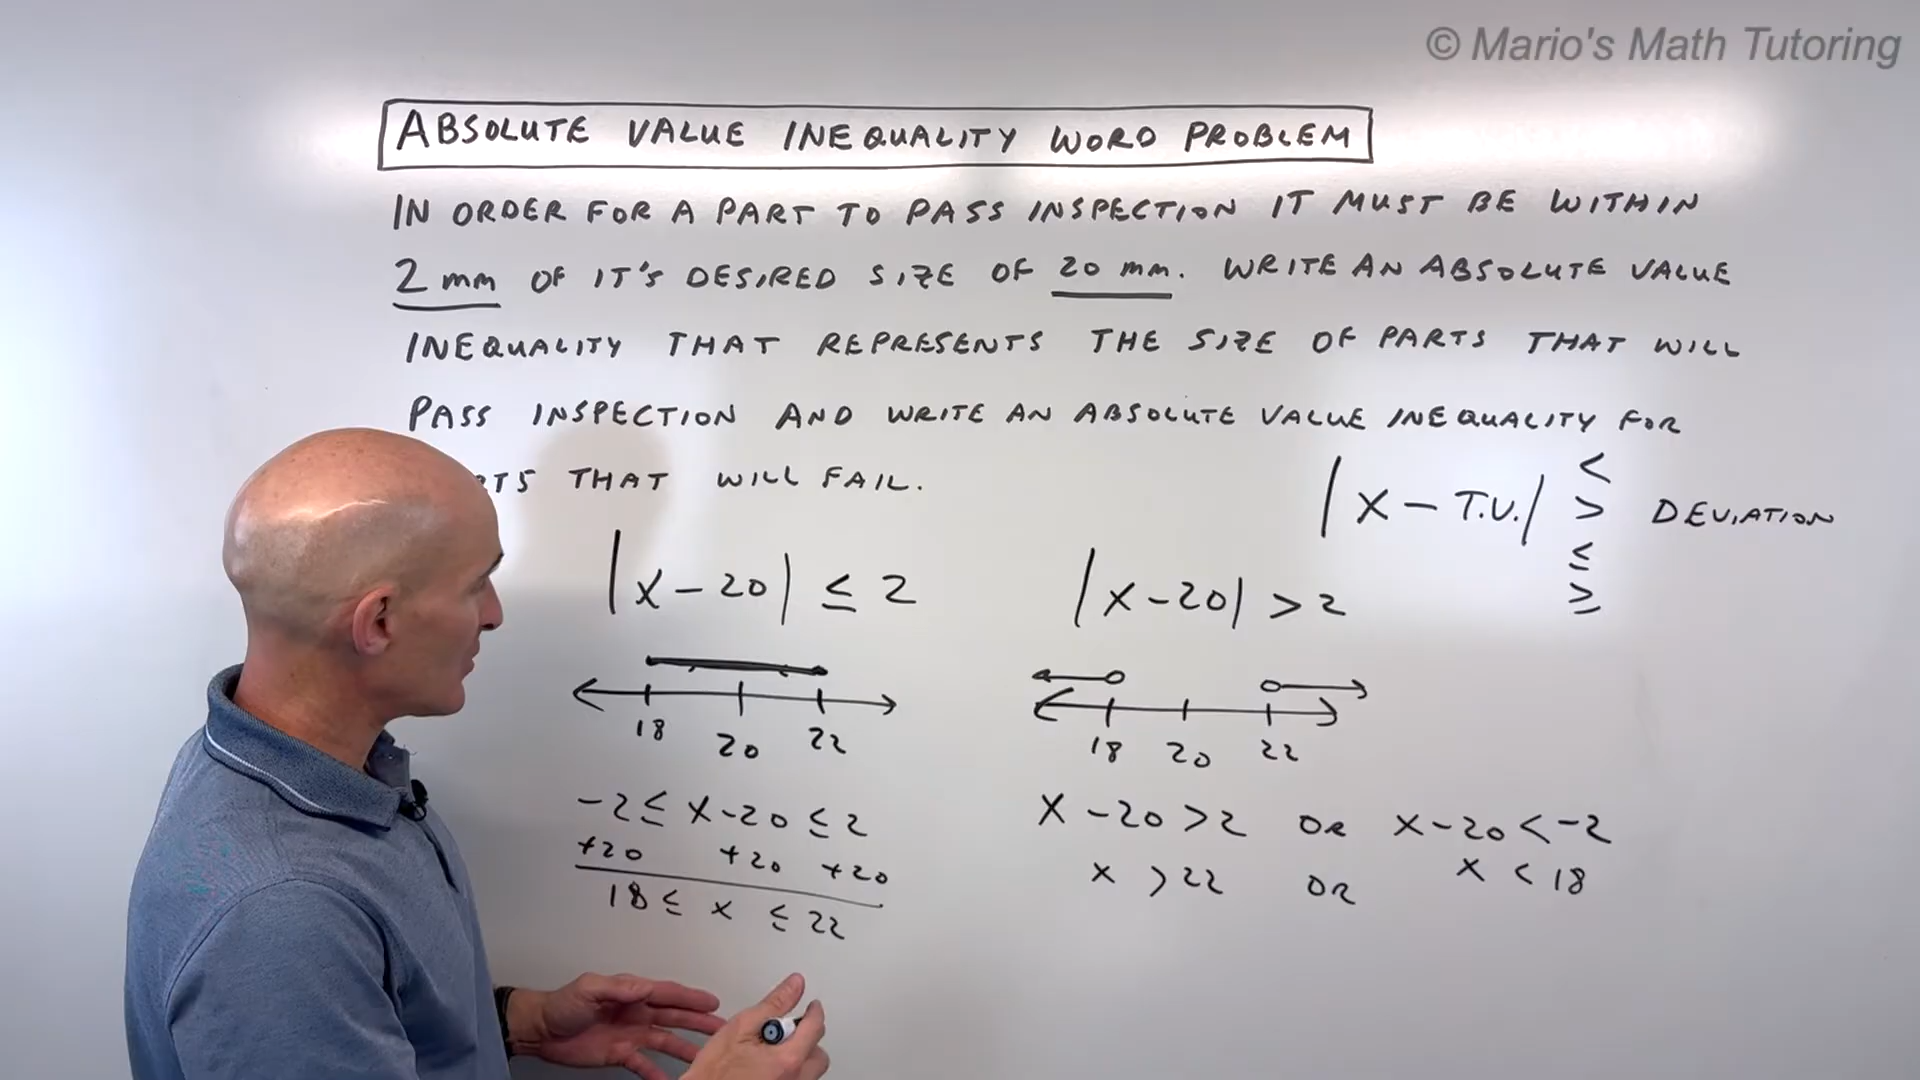 © Mario's Math Tutoring
ABSOLUTE VALUE INEQUALITY WORD PROBLEM
IN ORDER FOR A PART TO PASS INSPECTION IT MUST BE WITHIN
2 mm OF IT'S DESIRED SIZE OF 20 mm. WRITE AN ABSOLUTE VALUE
INEQUALITY THAT REPRESENTS THE SIZE OF PARTS THAT WILL
PASS INSPECTION AND WRITE AN ABSOLUTE VALUE INEQUALITY FOR
RTS THAT WILL FAIL.
|X - T.V.| < > ≤ ≥ DEVIATION
|x - 20| ≤ 2
|x - 20| > 2
18 20 22
18 20 22
-2 ≤ x - 20 ≤ 2
+20 +20 +20
18 ≤ x ≤ 22
x - 20 > 2 OR x - 20 < -2
x > 22 OR x < 18